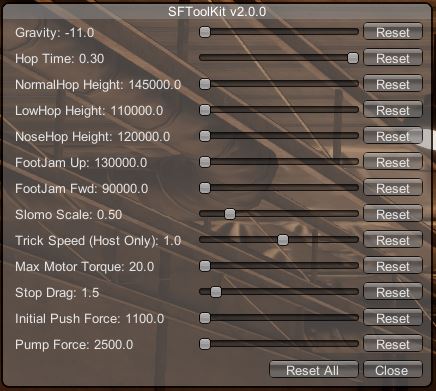 SFToolKit v2.0.0
Gravity: -11.0 Reset
Hop Time: 0.30 Reset
NormalHop Height: 145000.0 Reset
LowHop Height: 110000.0 Reset
NoseHop Height: 120000.0 Reset
FootJam Up: 130000.0 Reset
FootJam Fwd: 90000.0 Reset
Slomo Scale: 0.50 Reset
Trick Speed (Host Only): 1.0 Reset
Max Motor Torque: 20.0 Reset
Stop Drag: 1.5 Reset
Initial Push Force: 1100.0 Reset
Pump Force: 2500.0 Reset
Reset All Close